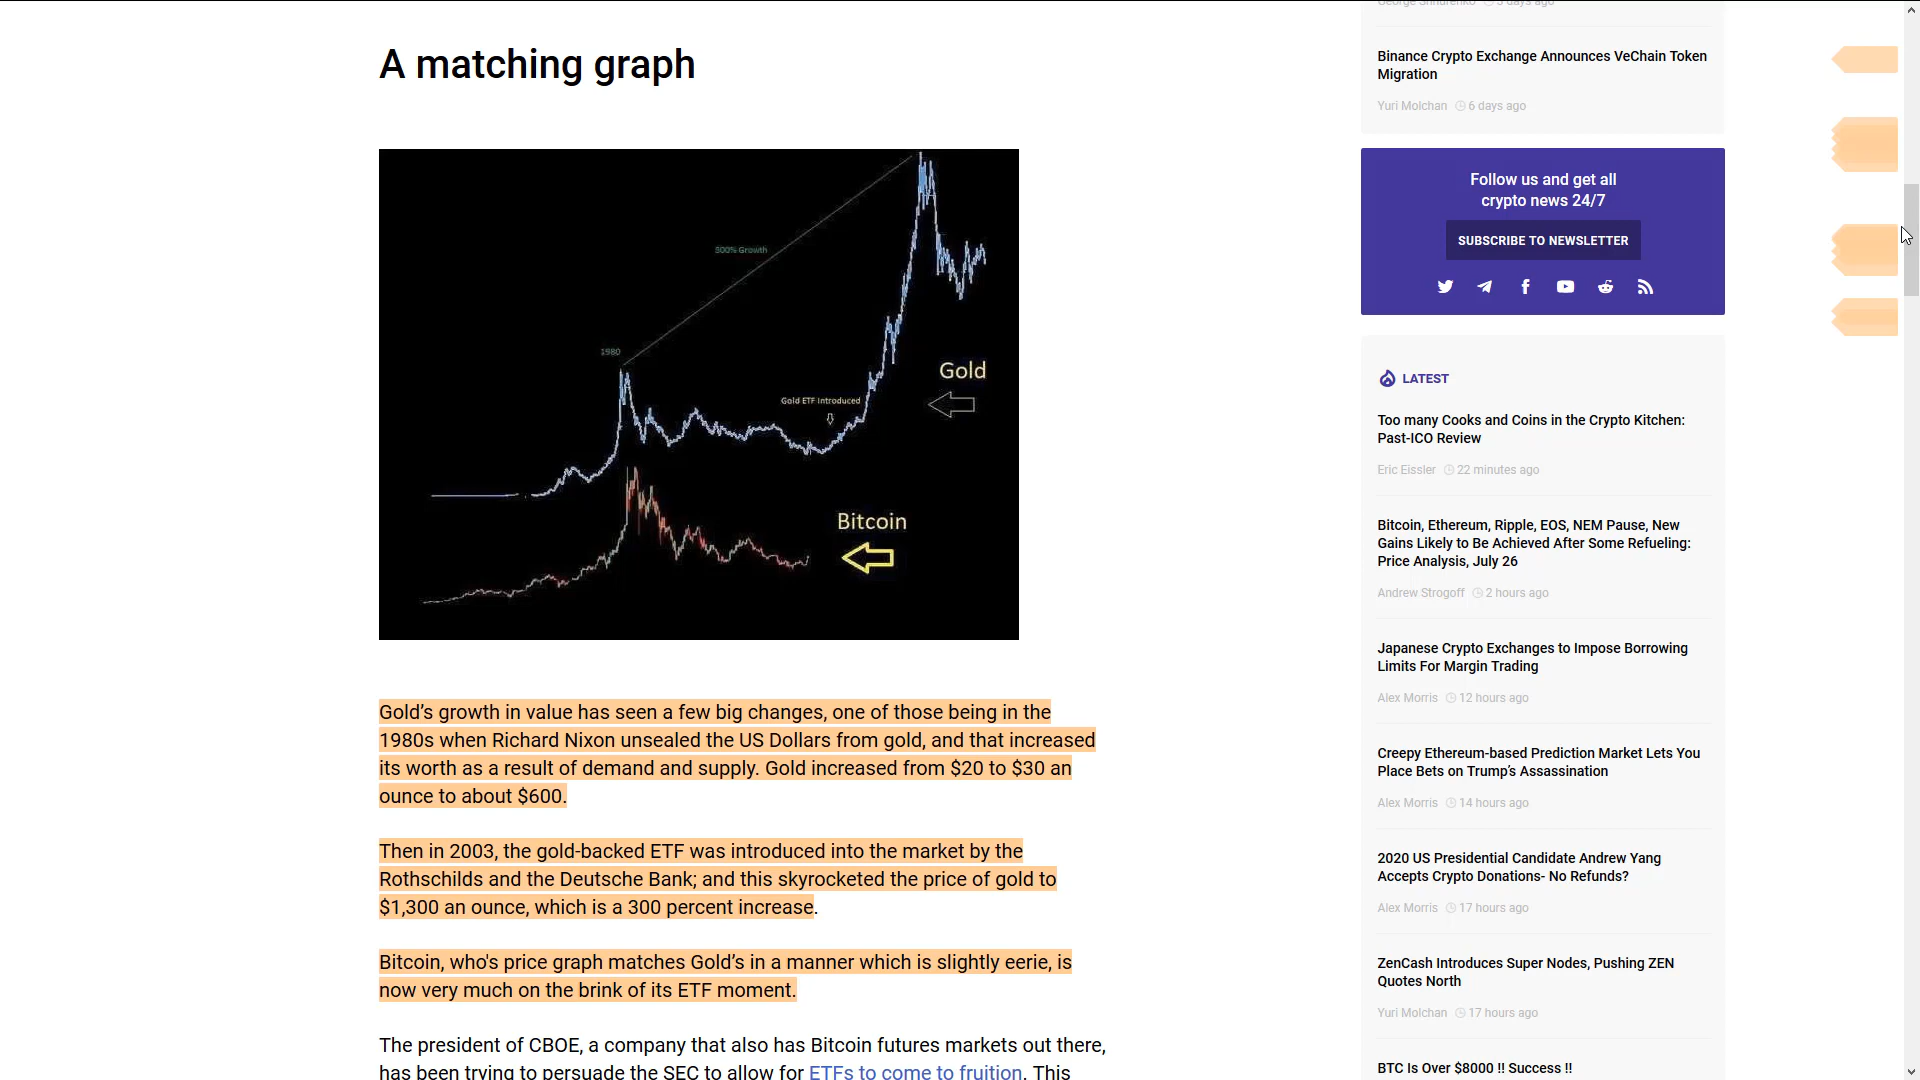 A matching graph
500% Growth
1980
Gold ETF Introduced
Gold
Bitcoin
Gold’s growth in value has seen a few big changes, one of those being in the
1980s when Richard Nixon unsealed the US Dollars from gold, and that increased
its worth as a result of demand and supply. Gold increased from $20 to $30 an
ounce to about $600.
Then in 2003, the gold-backed ETF was introduced into the market by the
Rothschilds and the Deutsche Bank; and this skyrocketed the price of gold to
$1,300 an ounce, which is a 300 percent increase.
Bitcoin, who's price graph matches Gold’s in a manner which is slightly eerie, is
now very much on the brink of its ETF moment.
The president of CBOE, a company that also has Bitcoin futures markets out there,
has been trying to persuade the SEC to allow for ETFs to come to fruition. This
days ago
Binance Crypto Exchange Announces VeChain Token
Migration
Yuri Molchan 6 days ago
Follow us and get all
crypto news 24/7
SUBSCRIBE TO NEWSLETTER
LATEST
Too many Cooks and Coins in the Crypto Kitchen:
Past-ICO Review
Eric Eissler 22 minutes ago
Bitcoin, Ethereum, Ripple, EOS, NEM Pause, New
Gains Likely to Be Achieved After Some Refueling:
Price Analysis, July 26
Andrew Strogoff 2 hours ago
Japanese Crypto Exchanges to Impose Borrowing
Limits For Margin Trading
Alex Morris 12 hours ago
Creepy Ethereum-based Prediction Market Lets You
Place Bets on Trump’s Assassination
Alex Morris 14 hours ago
2020 US Presidential Candidate Andrew Yang
Accepts Crypto Donations- No Refunds?
Alex Morris 17 hours ago
ZenCash Introduces Super Nodes, Pushing ZEN
Quotes North
Yuri Molchan 17 hours ago
BTC Is Over $8000 !! Success !!